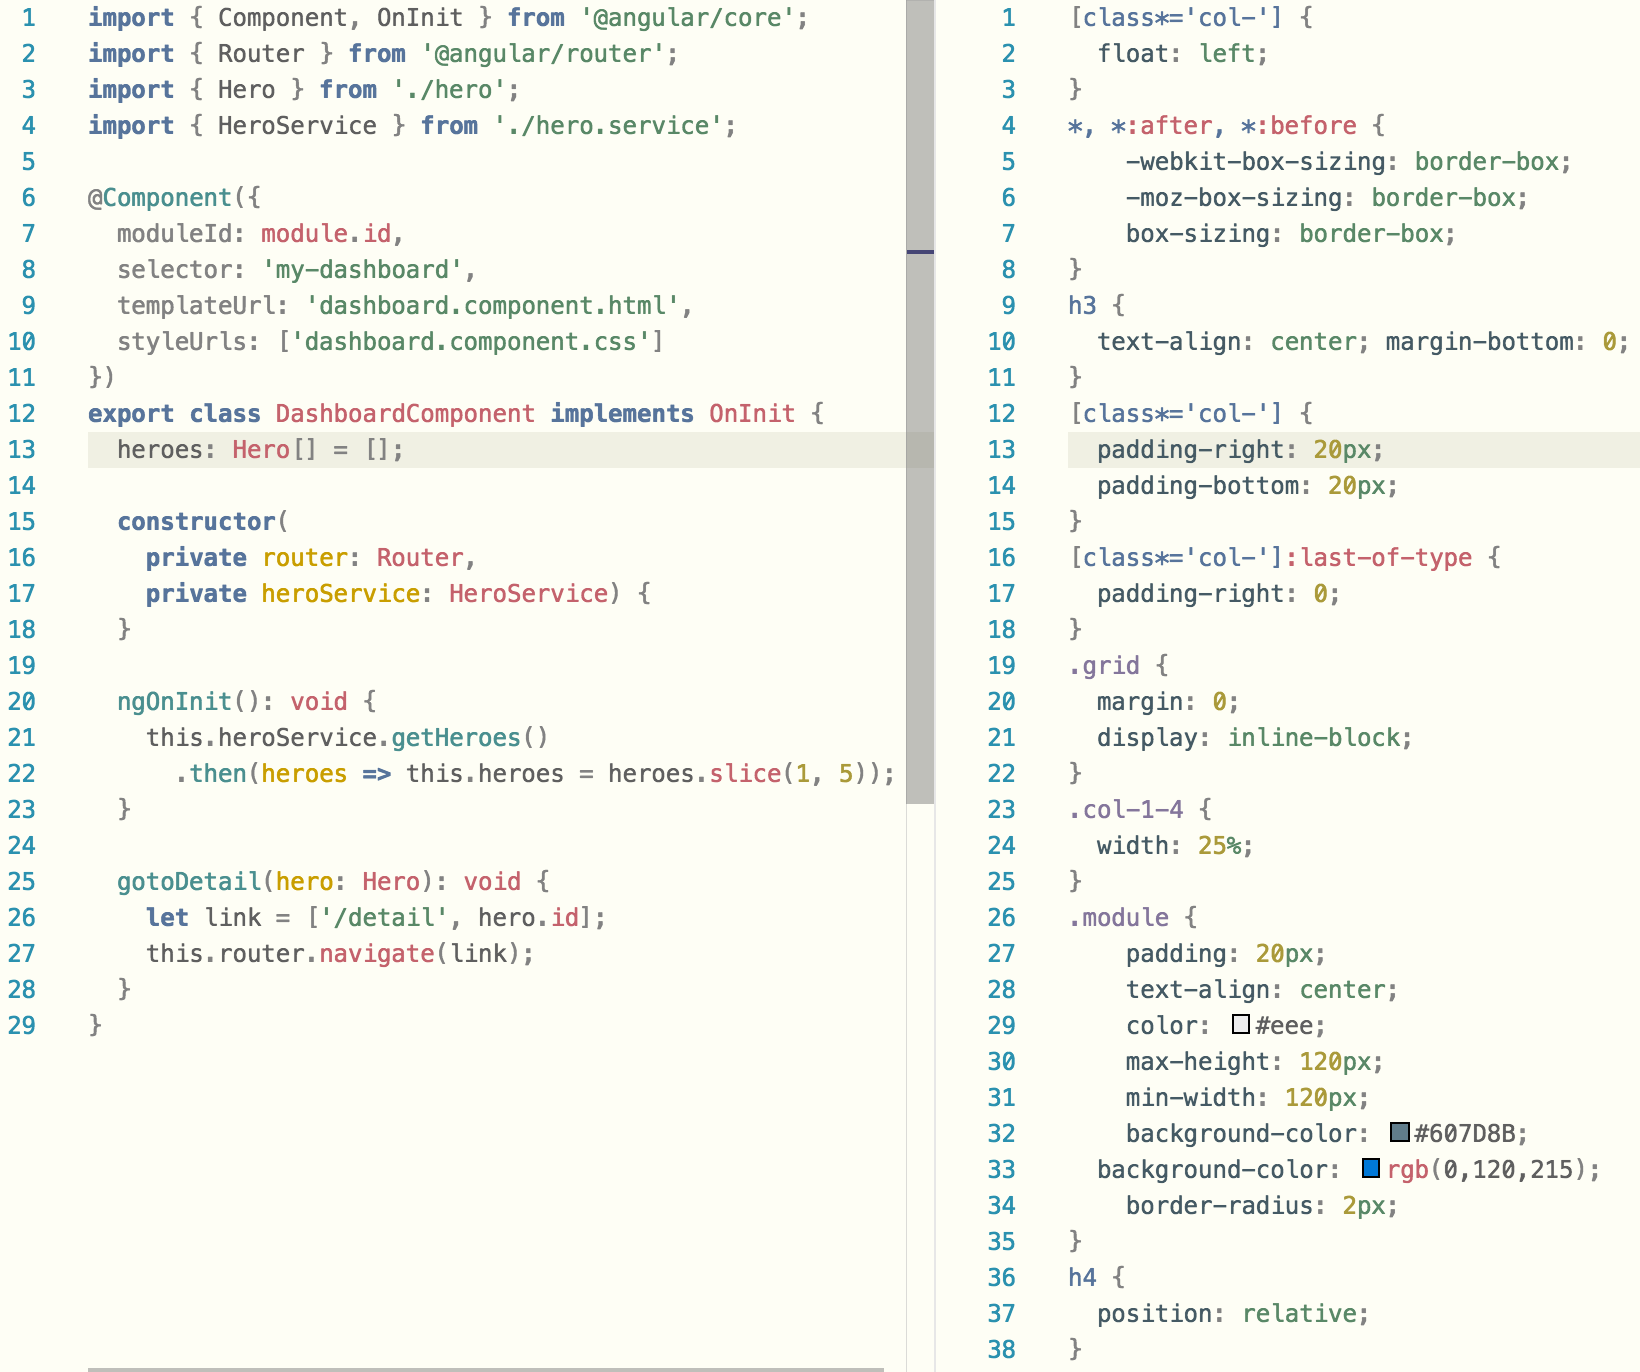 1 import { Component, OnInit } from '@angular/core';
2 import { Router } from '@angular/router';
3 import { Hero } from './hero';
4 import { HeroService } from './hero.service';
5
6 @Component({
7   moduleId: module.id,
8   selector: 'my-dashboard',
9   templateUrl: 'dashboard.component.html',
10   styleUrls: ['dashboard.component.css']
11 })
12 export class DashboardComponent implements OnInit {
13   heroes: Hero[] = [];
14
15   constructor(
16     private router: Router,
17     private heroService: HeroService) {
18   }
19
20   ngOnInit(): void {
21     this.heroService.getHeroes()
22       .then(heroes => this.heroes = heroes.slice(1, 5));
23   }
24
25   gotoDetail(hero: Hero): void {
26     let link = ['/detail', hero.id];
27     this.router.navigate(link);
28   }
29 }
1 [class*='col-'] {
2   float: left;
3 }
4 *, *:after, *:before {
5     -webkit-box-sizing: border-box;
6     -moz-box-sizing: border-box;
7     box-sizing: border-box;
8 }
9 h3 {
10   text-align: center; margin-bottom: 0;
11 }
12 [class*='col-'] {
13   padding-right: 20px;
14   padding-bottom: 20px;
15 }
16 [class*='col-']:last-of-type {
17   padding-right: 0;
18 }
19 .grid {
20   margin: 0;
21   display: inline-block;
22 }
23 .col-1-4 {
24   width: 25%;
25 }
26 .module {
27     padding: 20px;
28     text-align: center;
29     color: #eee;
30     max-height: 120px;
31     min-width: 120px;
32     background-color: #607D8B;
33   background-color: rgb(0,120,215);
34     border-radius: 2px;
35 }
36 h4 {
37   position: relative;
38 }